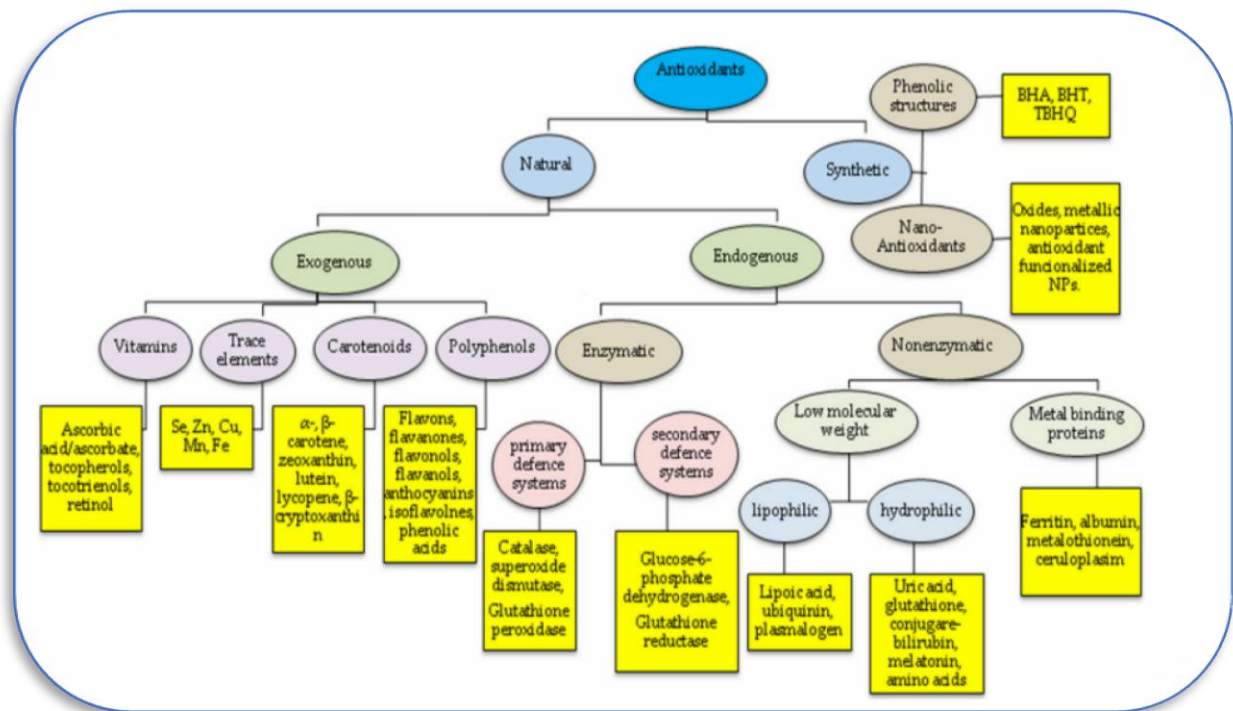 Antioxidants
Phenolic
structures
BHA, BHT,
TBHQ
Natural
Synthetic
Nano-
Antioxidants
Oxides, metallic
nanopartices,
antioxidant
funcionalized
NPs.
Exogenous
Endogenous
Vitamins
Trace
elements
Carotenoids
Polyphenols
Enzymatic
Nonenzymatic
Ascorbic
acid/ascorbate,
tocopherols,
tocotrienols,
retinol
Se, Zn, Cu,
Mn, Fe
α-, β-
carotene,
zeoxanthin,
lutein,
lycopene, β-
cryptoxanthi
n
Flavons,
flavanones,
flavonols,
flavanols,
anthocyanins
, isoflavolnes,
phenolic
acids
primary
defence
systems
secondary
defence
systems
Low molecular
weight
Metal binding
proteins
lipophilic
hydrophilic
Catalase,
superoxide
dismutase,
Glutathione
peroxidase
Glucose-6-
phosphate
dehydrogenase,
Glutathione
reductase
Lipoic acid,
ubiquinin,
plasmalogen
Uric acid,
glutathione,
conjugare-
bilirubin,
melatonin,
amino acids
Ferritin, albumin,
metalothionein,
ceruloplasim